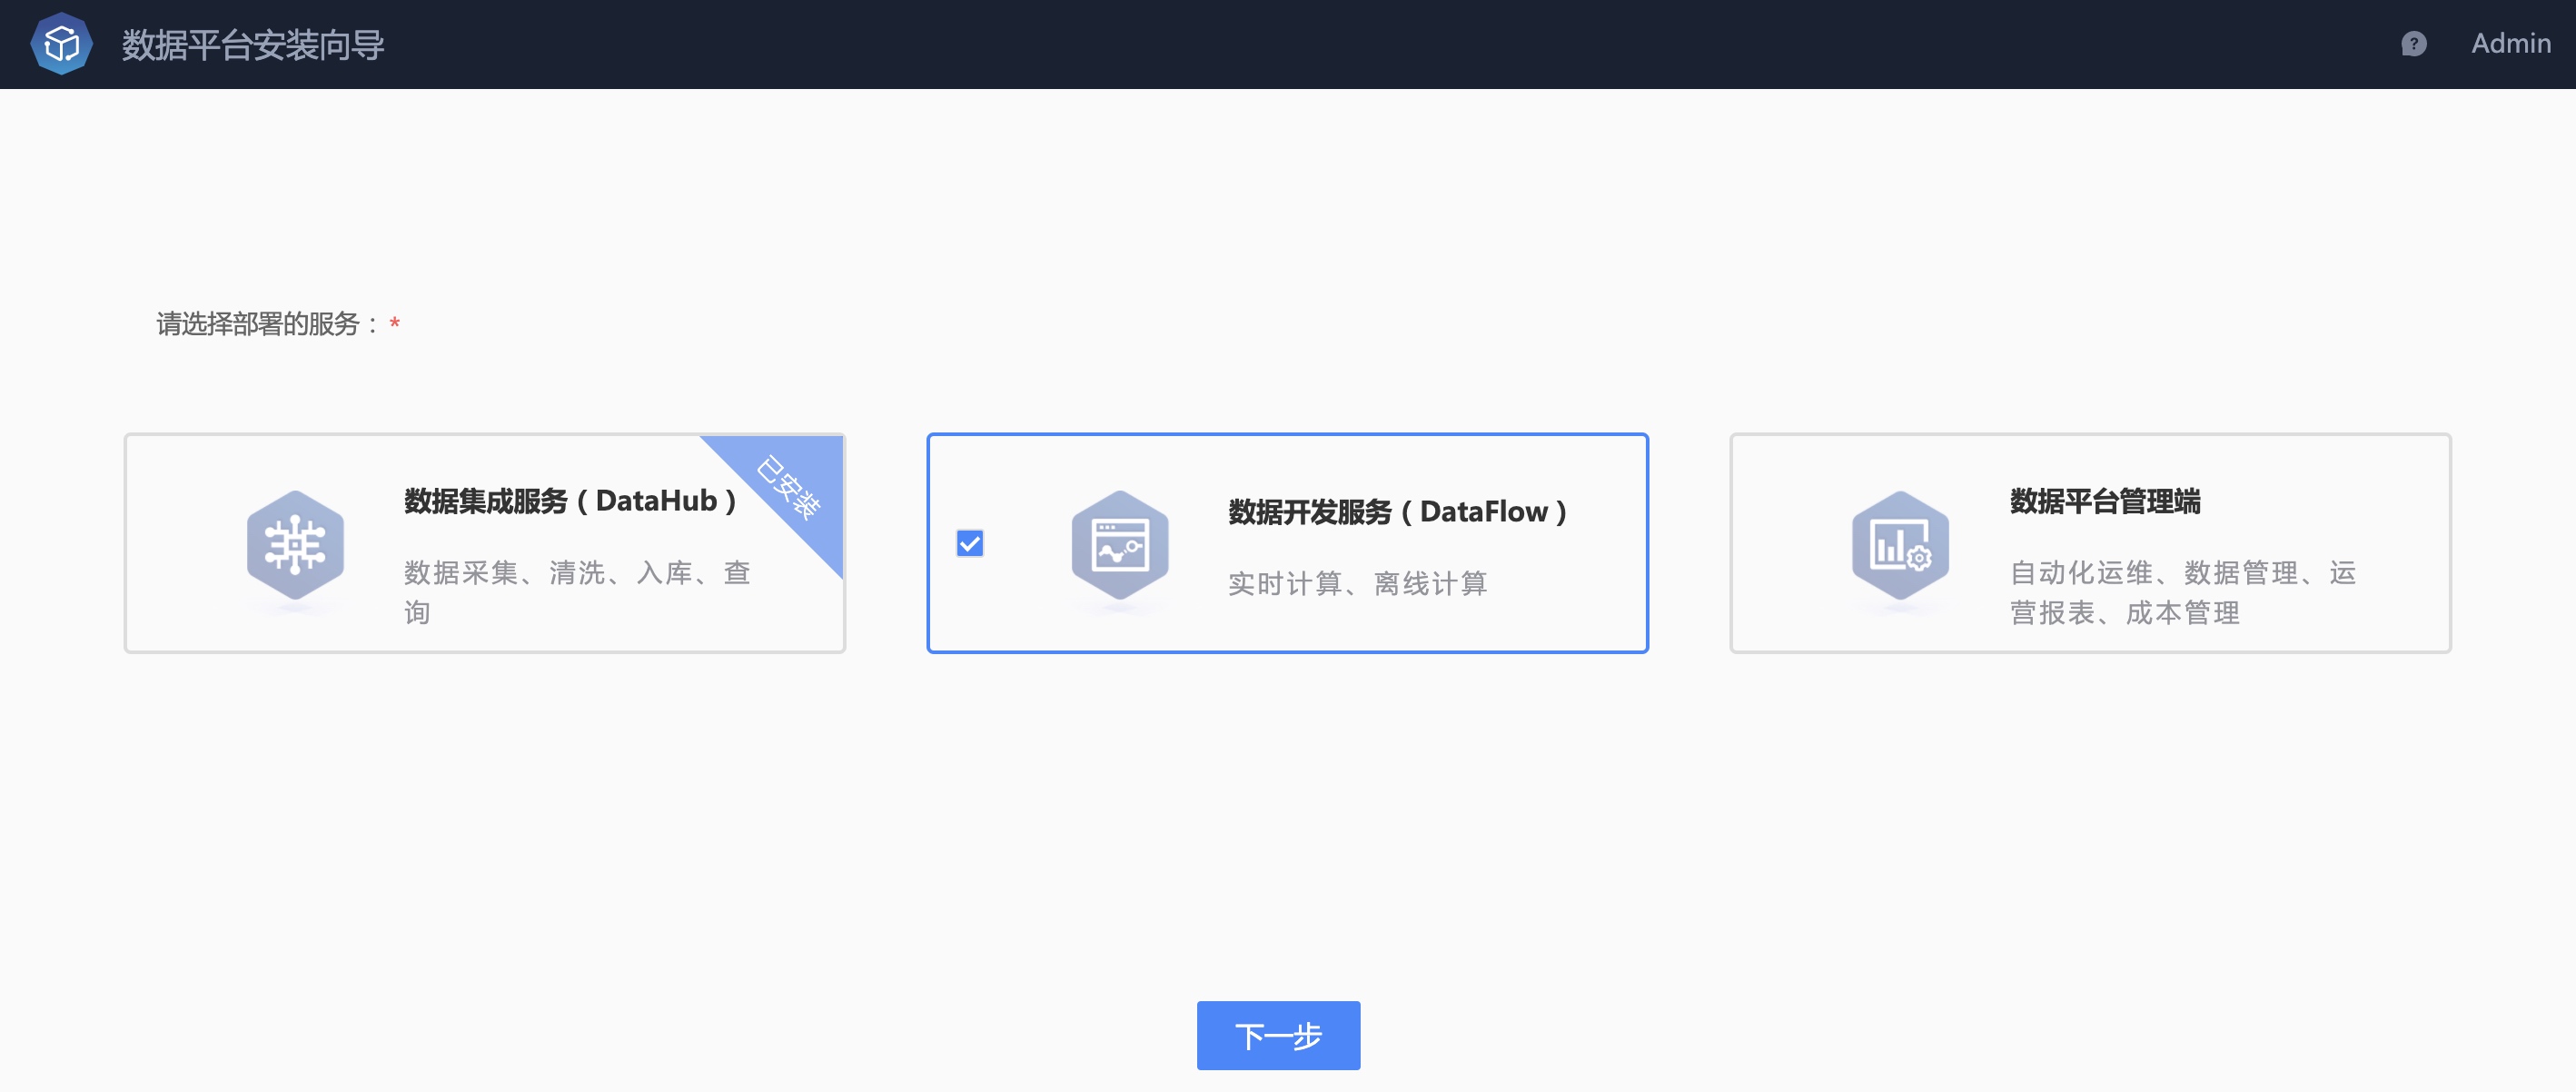 数据平台安装向导
Admin
请选择部署的服务：*
数据集成服务（DataHub）
数据采集、清洗、入库、查
询
已安装
数据开发服务（DataFlow）
实时计算、离线计算
数据平台管理端
自动化运维、数据管理、运
营报表、成本管理
下一步